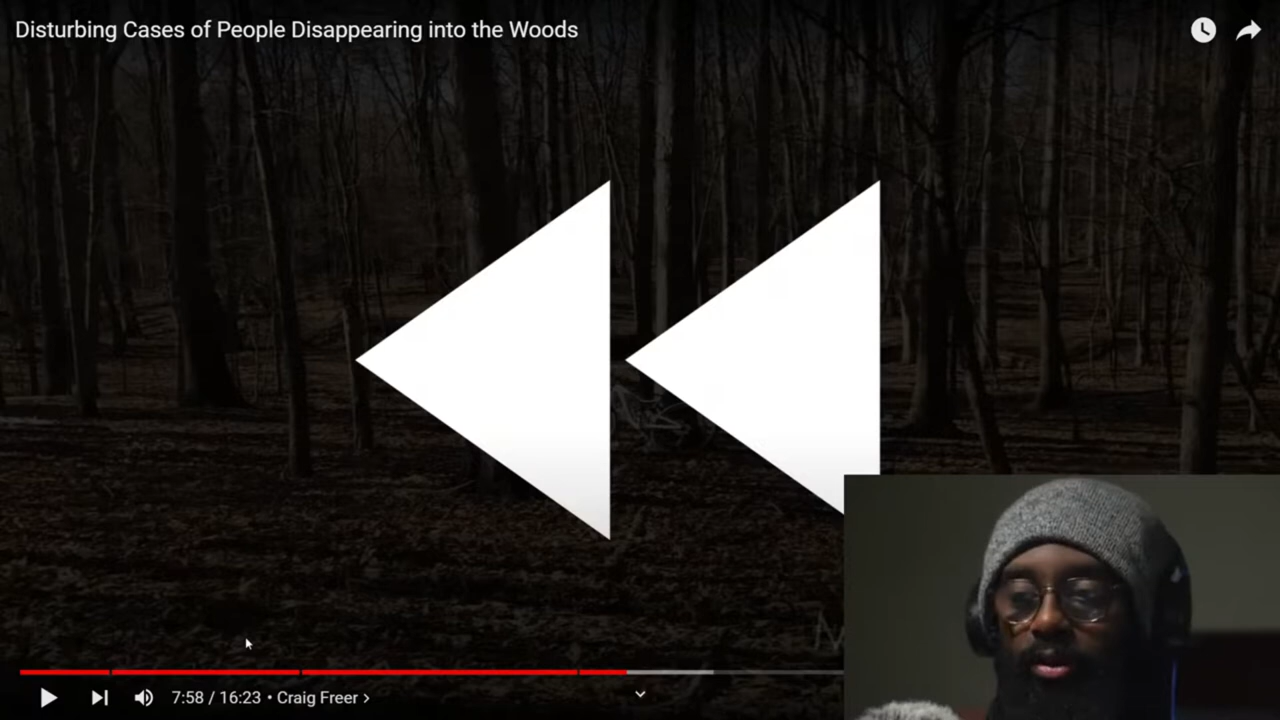 Disturbing Cases of People Disappearing into the Woods
7:58 / 16:23 • Craig Freer ›